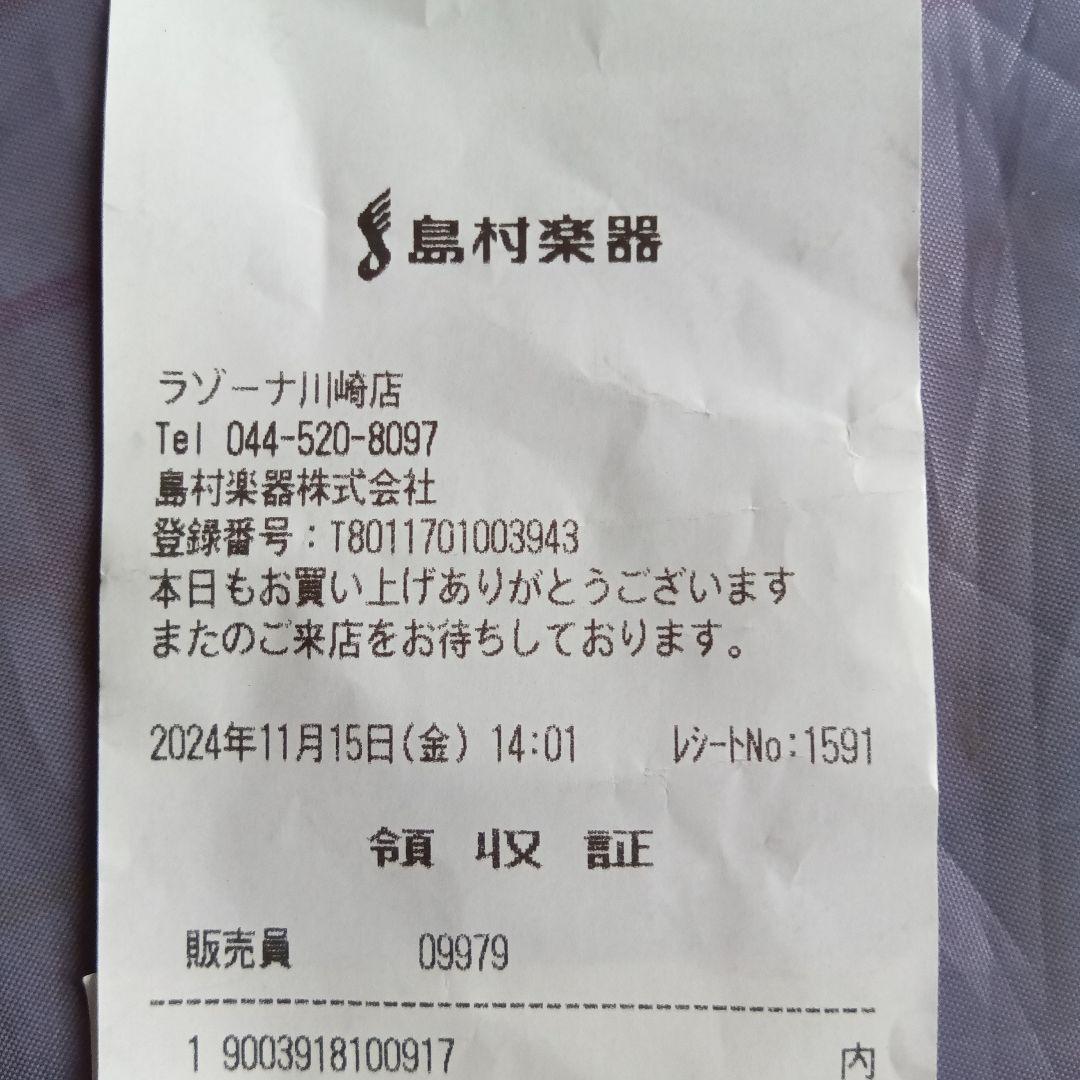 島村楽器
ラゾーナ川崎店
Tel 044-520-8097
島村楽器株式会社
登録番号：T8011701003943
本日もお買い上げありがとうございます
またのご来店をお待ちしております。
2024年11月15日(金) 14:01 ﾚｼｰﾄNo:1591
領 収 証
販売員 09979
1 9003918100917 内